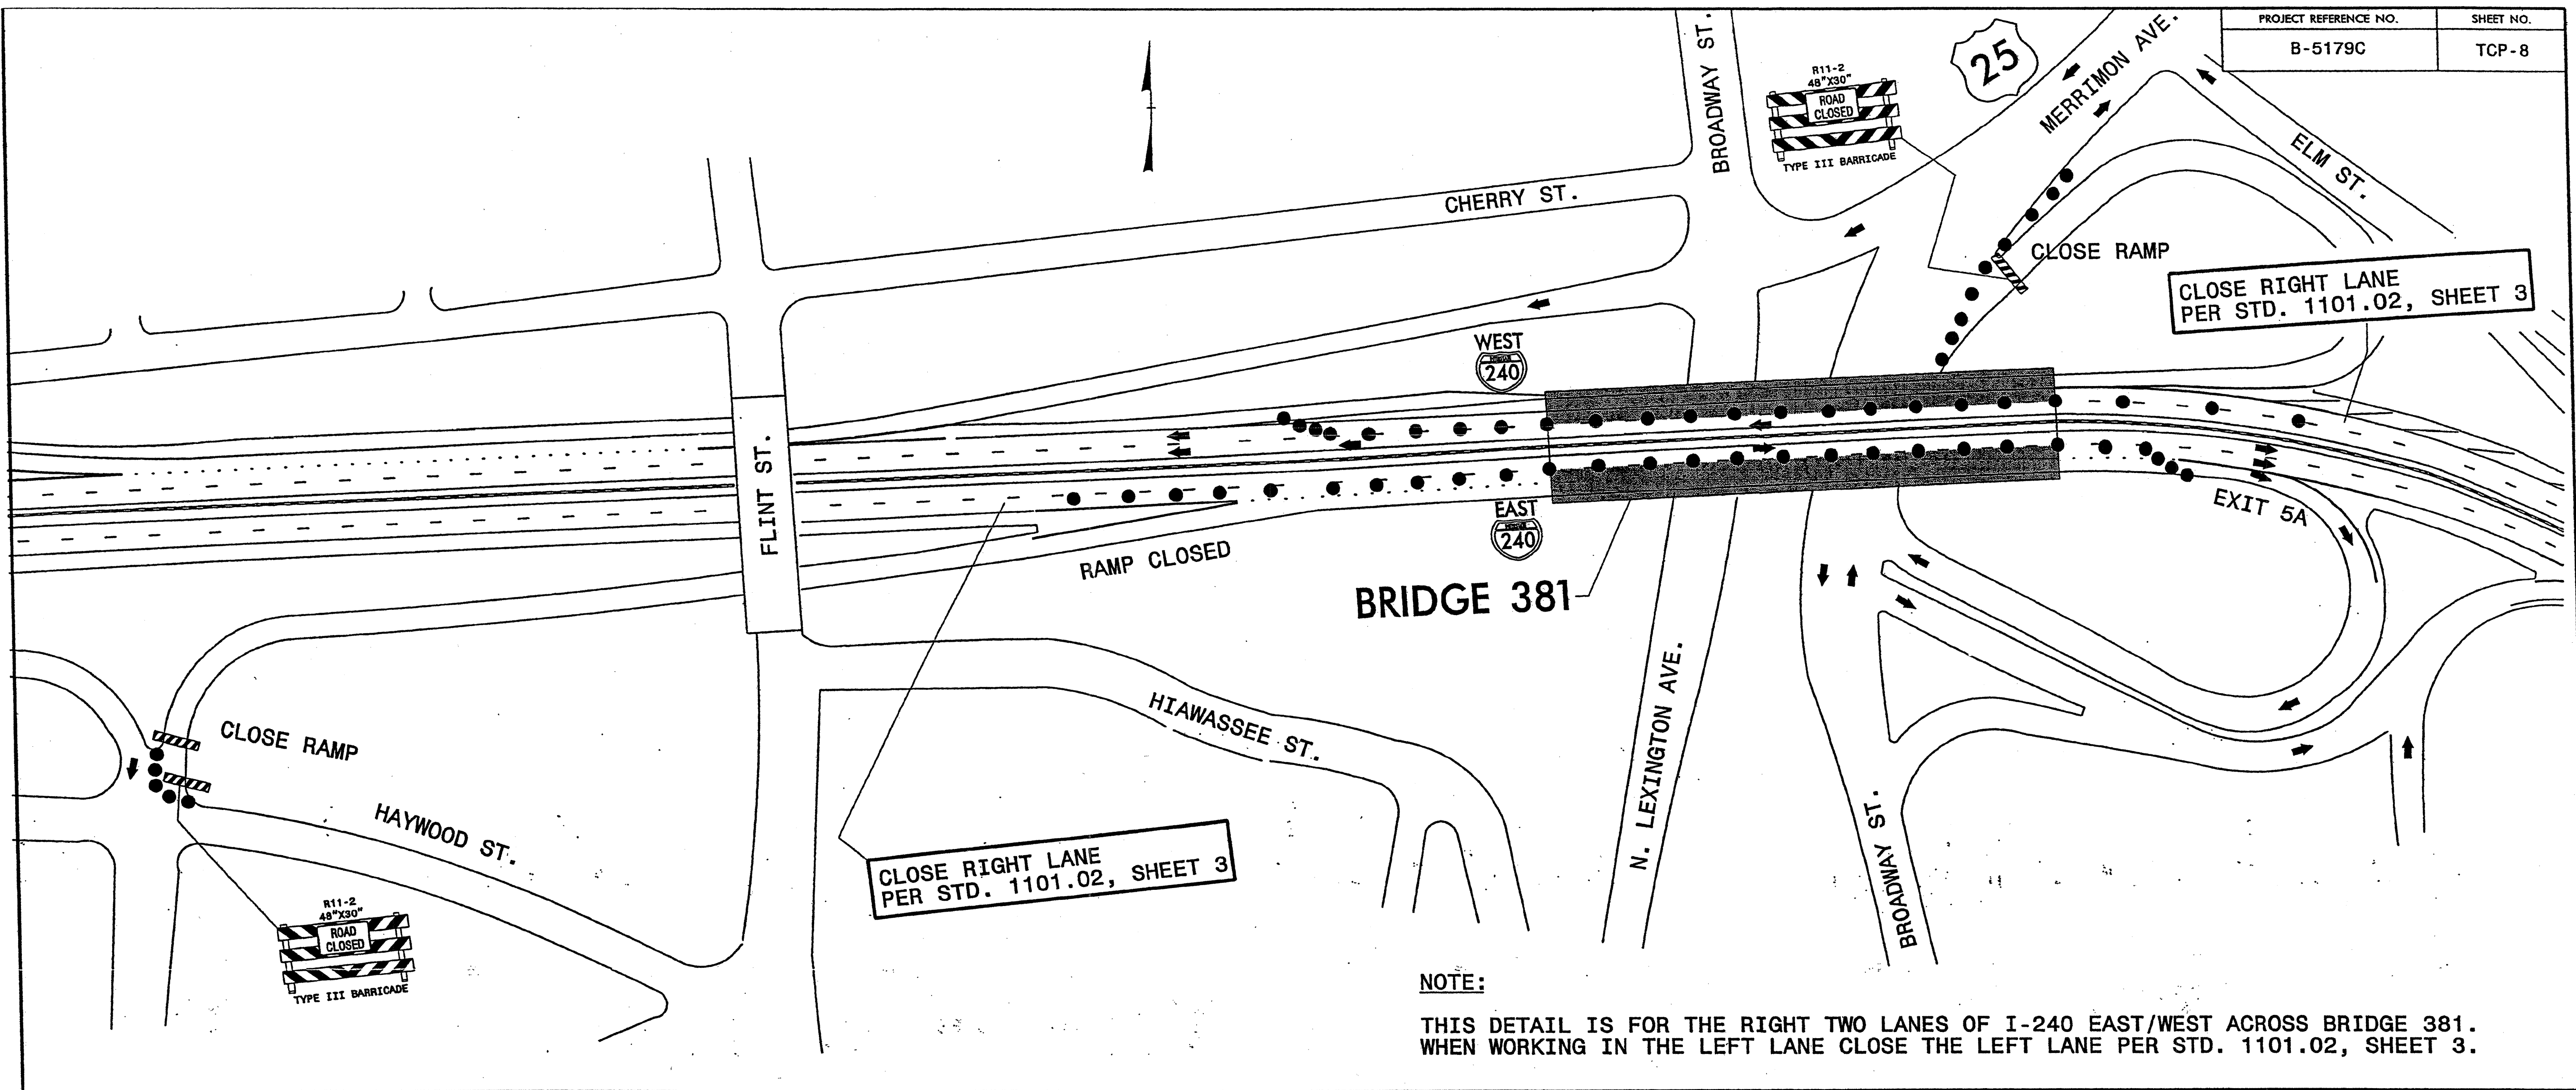 PROJECT REFERENCE NO.
SHEET NO.
B-5179C
TCP-8
BROADWAY ST.
R11-2
48"X30"
ROAD
CLOSED
TYPE III BARRICADE
25
MERRIMON AVE.
ELM ST.
CHERRY ST.
CLOSE RAMP
CLOSE RIGHT LANE
PER STD. 1101.02, SHEET 3
WEST
240
FLINT ST.
EAST
240
EXIT 5A
RAMP CLOSED
BRIDGE 381
N. LEXINGTON AVE.
HIAWASSEE ST.
CLOSE RAMP
HAYWOOD ST.
BROADWAY ST.
CLOSE RIGHT LANE
PER STD. 1101.02, SHEET 3
R11-2
48"X30"
ROAD
CLOSED
TYPE III BARRICADE
NOTE:
THIS DETAIL IS FOR THE RIGHT TWO LANES OF I-240 EAST/WEST ACROSS BRIDGE 381.
WHEN WORKING IN THE LEFT LANE CLOSE THE LEFT LANE PER STD. 1101.02, SHEET 3.